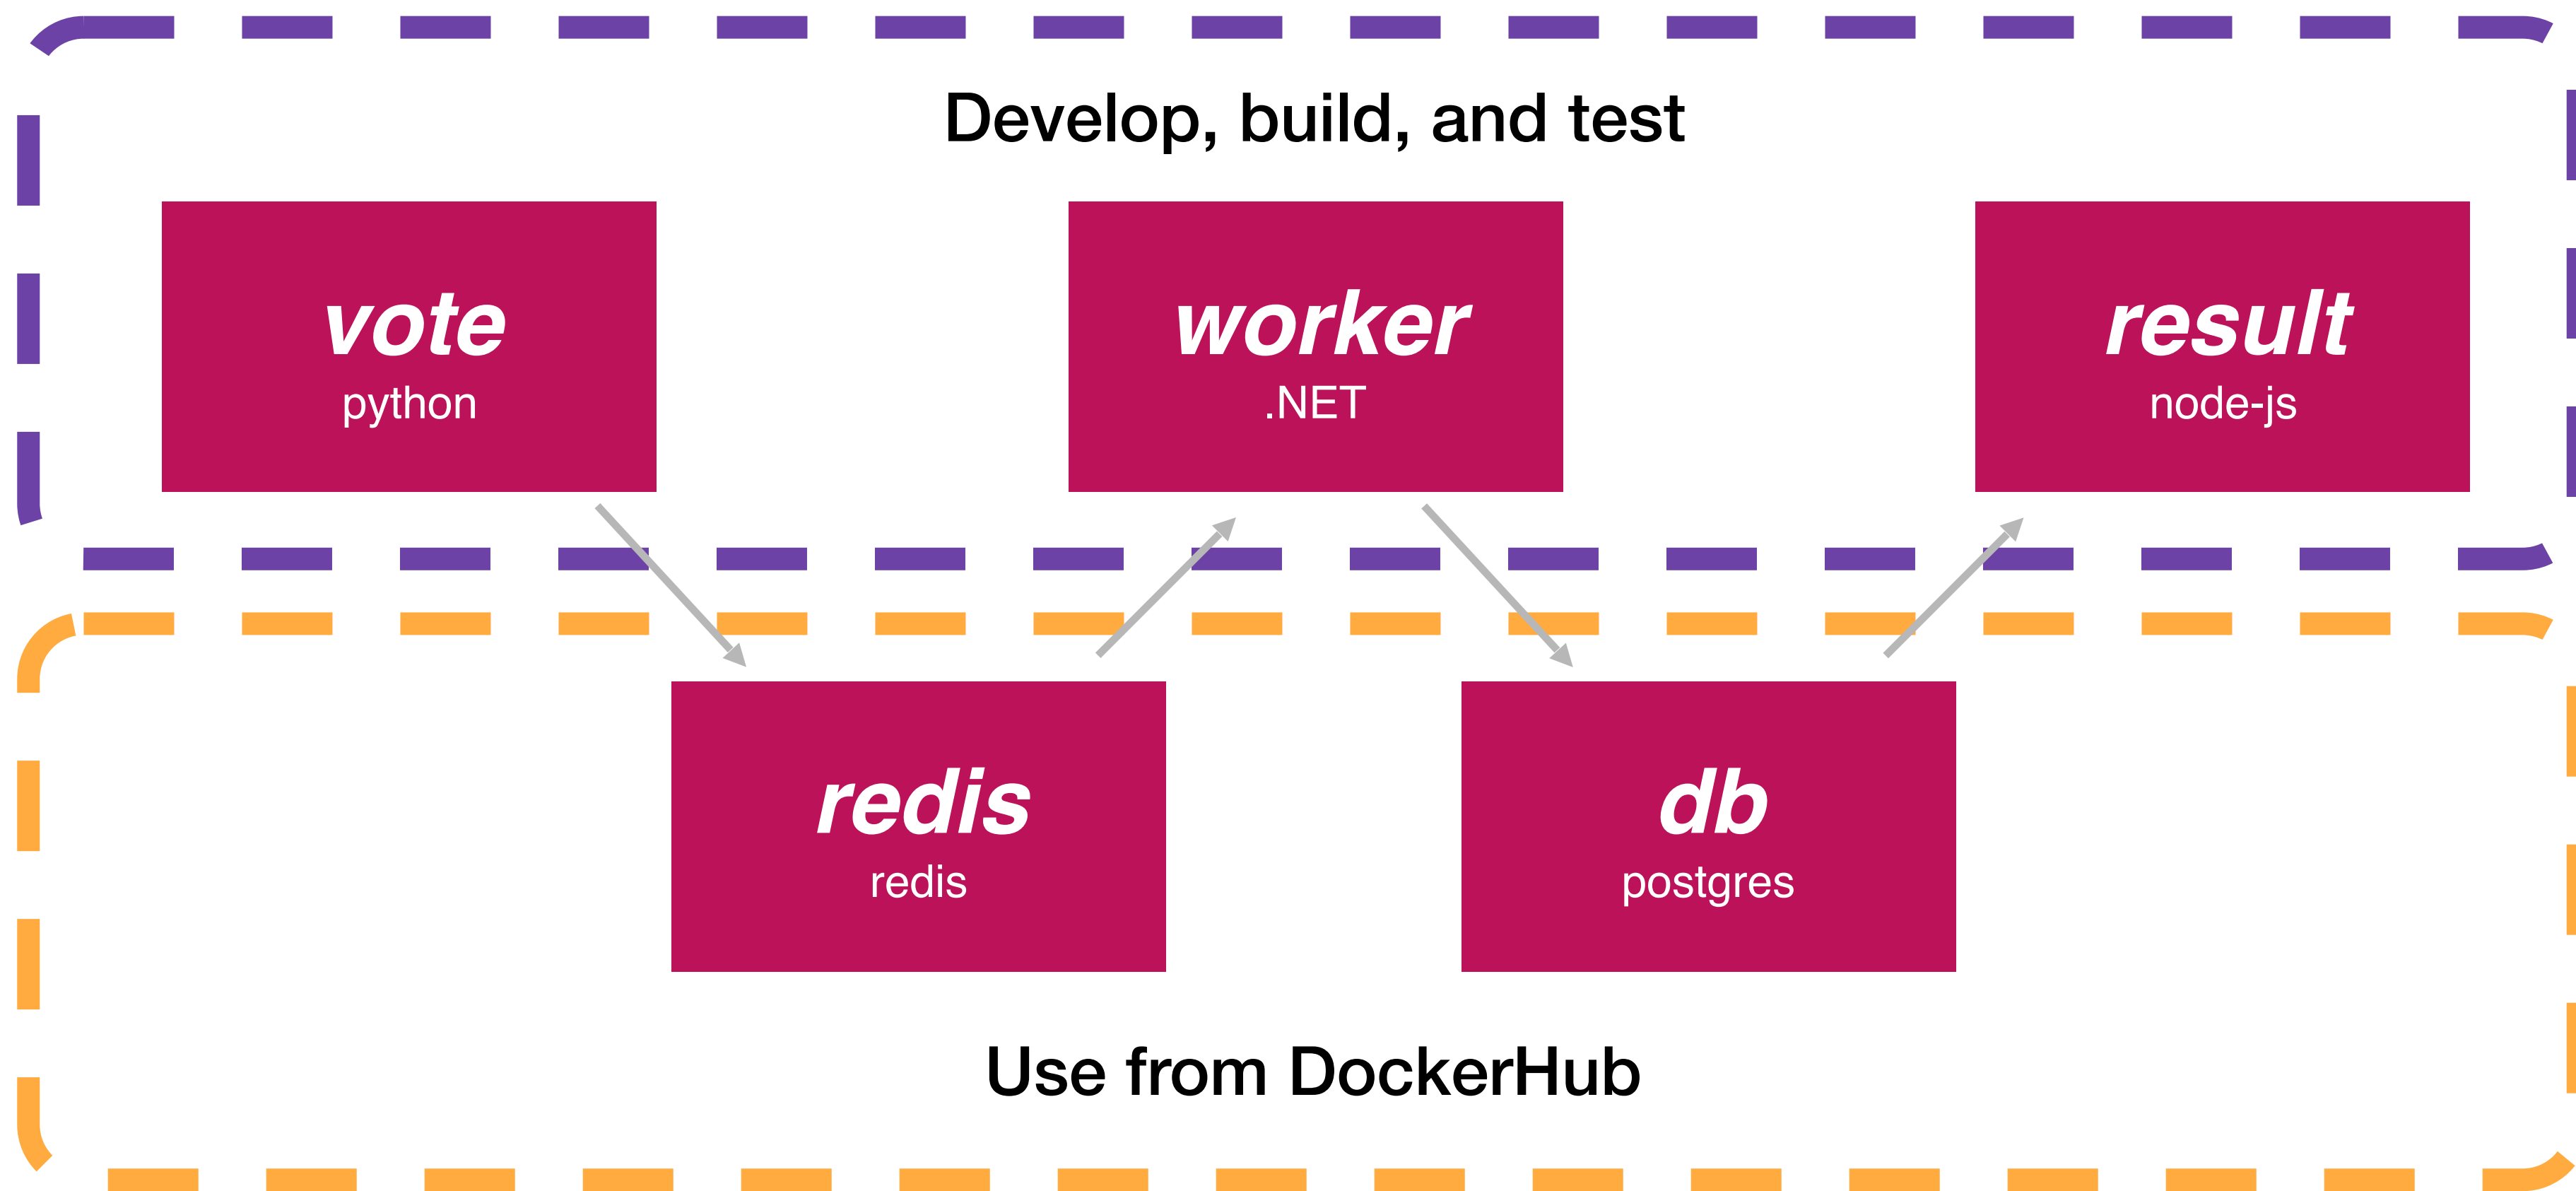 Develop, build, and test
vote
python
worker
.NET
result
node-js
redis
redis
db
postgres
Use from DockerHub